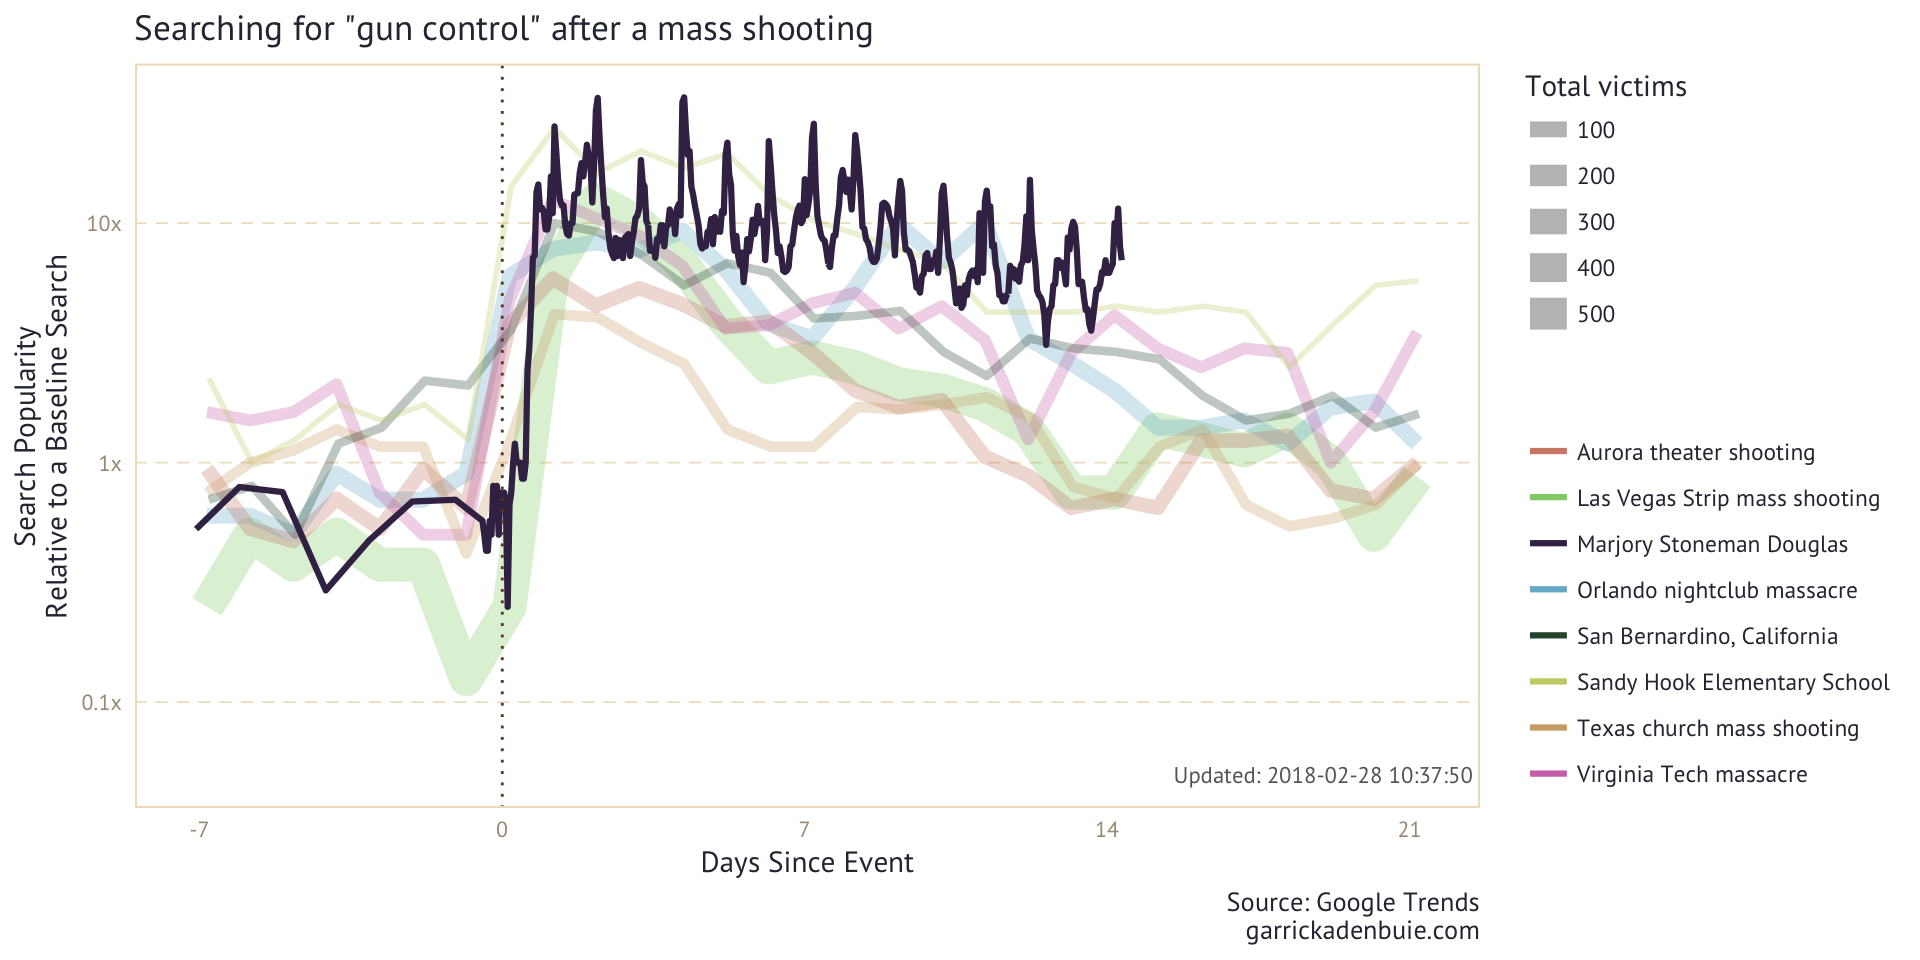 Searching for "gun control" after a mass shooting
Search Popularity
Relative to a Baseline Search
10x
1x
0.1x
Updated: 2018-02-28 10:37:50
-7
0
7
14
21
Days Since Event
Total victims
100
200
300
400
500
Aurora theater shooting
Las Vegas Strip mass shooting
Marjory Stoneman Douglas
Orlando nightclub massacre
San Bernardino, California
Sandy Hook Elementary School
Texas church mass shooting
Virginia Tech massacre
Source: Google Trends
garrickadenbuie.com